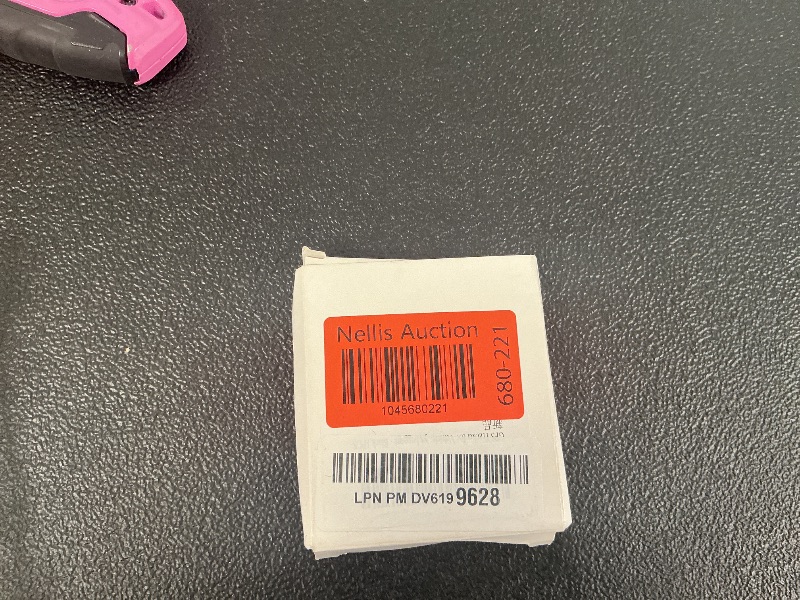 Nellis Auction
1045680221
680-221
LPN PM DV619 9628